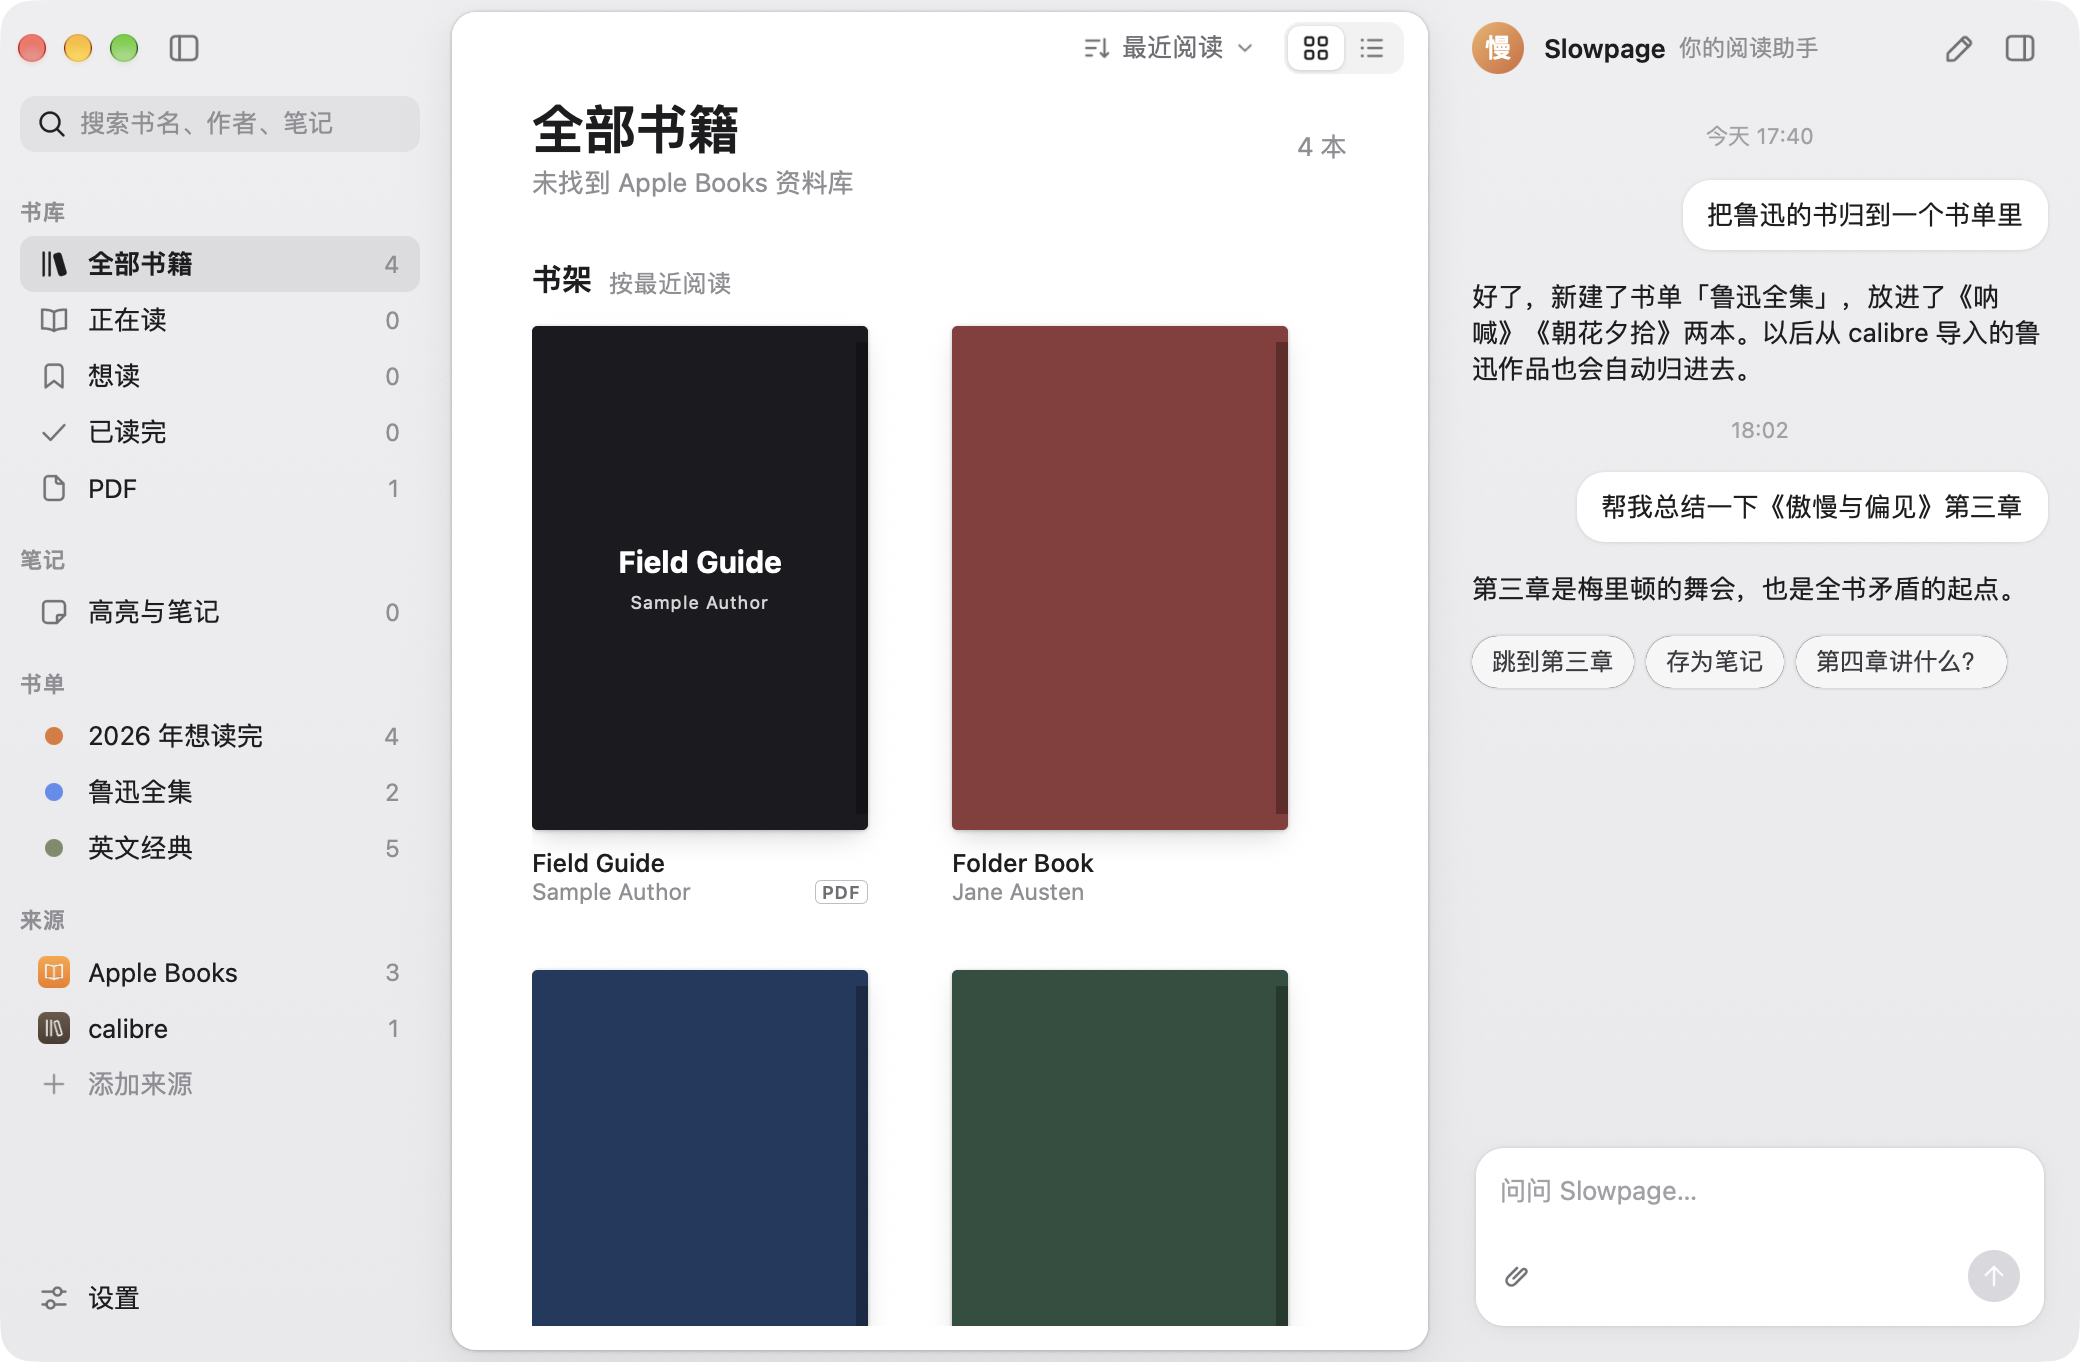 搜索书名、作者、笔记
书库
全部书籍 4
正在读 0
想读 0
已读完 0
PDF 1
笔记
高亮与笔记 0
书单
2026 年想读完 4
鲁迅全集 2
英文经典 5
来源
Apple Books 3
calibre 1
添加来源
设置
最近阅读
全部书籍
4 本
未找到 Apple Books 资料库
书架 按最近阅读
Field Guide
Sample Author
Field Guide
Sample Author PDF
Folder Book
Jane Austen
慢 Slowpage 你的阅读助手
今天 17:40
把鲁迅的书归到一个书单里
好了，新建了书单「鲁迅全集」，放进了《呐
喊》《朝花夕拾》两本。以后从 calibre 导入的鲁
迅作品也会自动归进去。
18:02
帮我总结一下《傲慢与偏见》第三章
第三章是梅里顿的舞会，也是全书矛盾的起点。
跳到第三章 存为笔记 第四章讲什么？
问问 Slowpage...